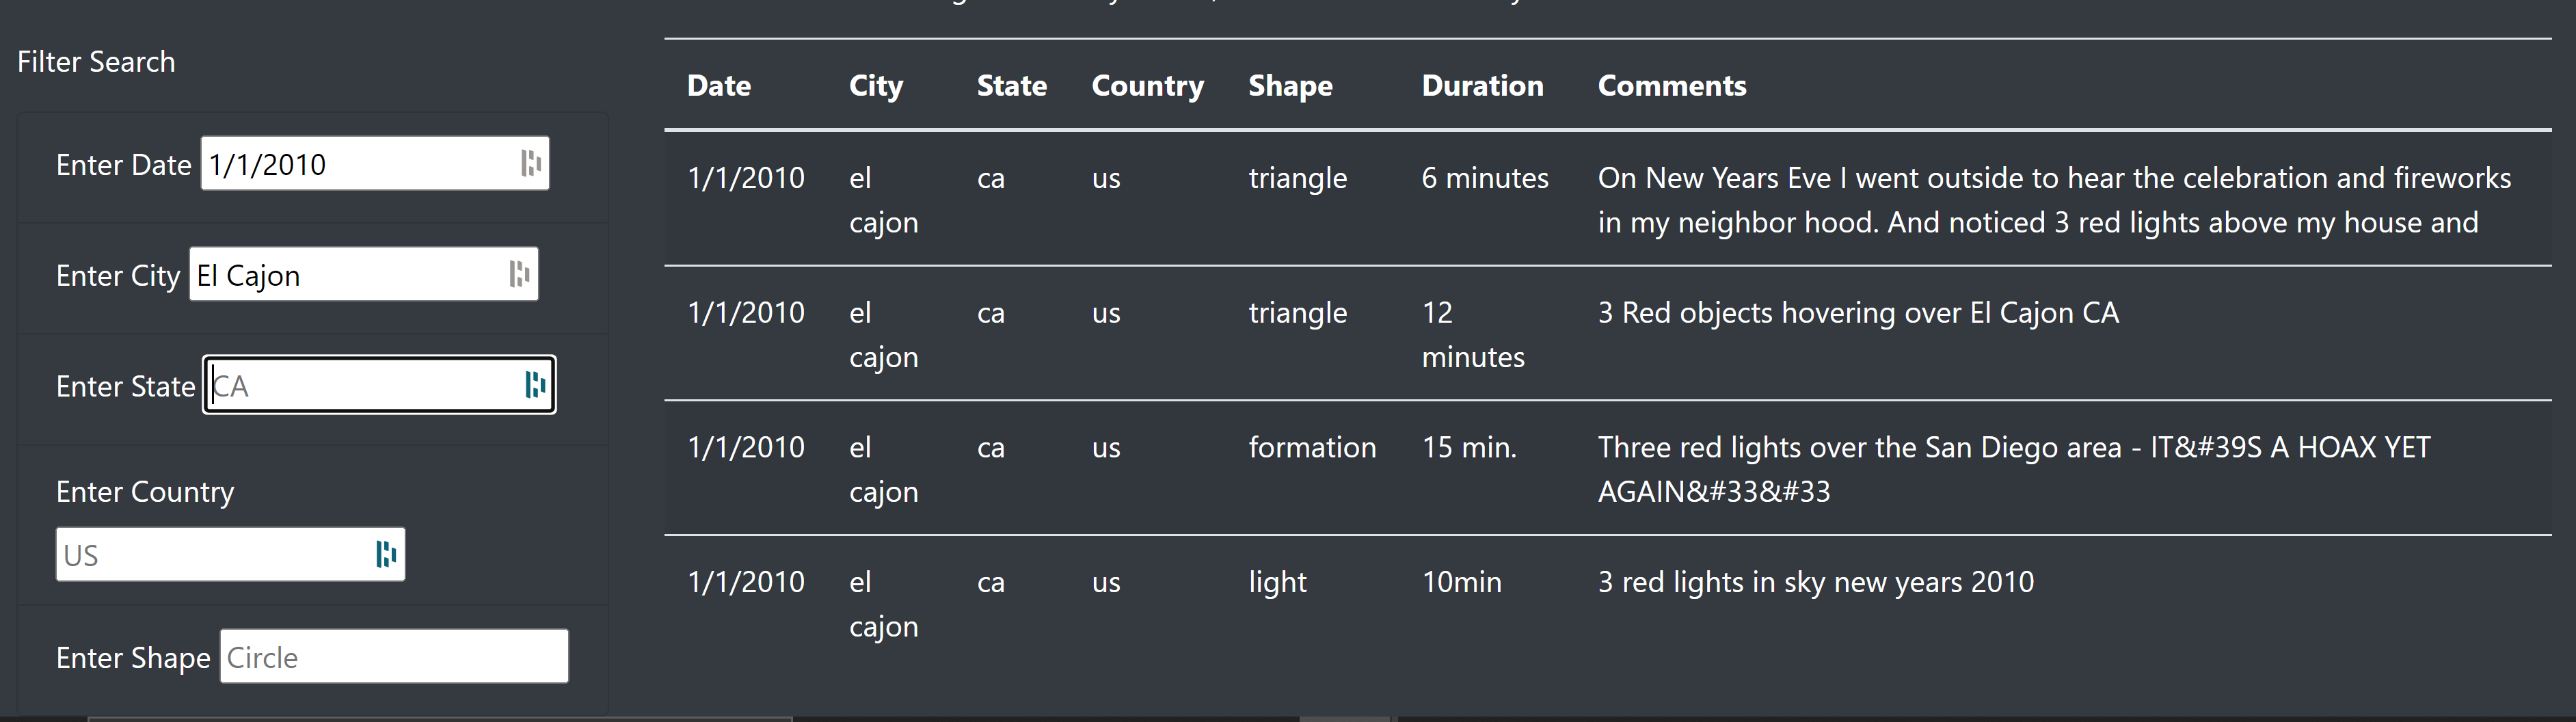 Filter Search
Enter Date 1/1/2010
Enter City El Cajon
Enter State CA
Enter Country
US
Enter Shape Circle
Date City State Country Shape Duration Comments
1/1/2010 el cajon ca us triangle 6 minutes On New Years Eve I went outside to hear the celebration and fireworks
in my neighbor hood. And noticed 3 red lights above my house and
1/1/2010 el cajon ca us triangle 12 minutes 3 Red objects hovering over El Cajon CA
1/1/2010 el cajon ca us formation 15 min. Three red lights over the San Diego area - IT&#39S A HOAX YET
AGAIN&#33&#33
1/1/2010 el cajon ca us light 10min 3 red lights in sky new years 2010